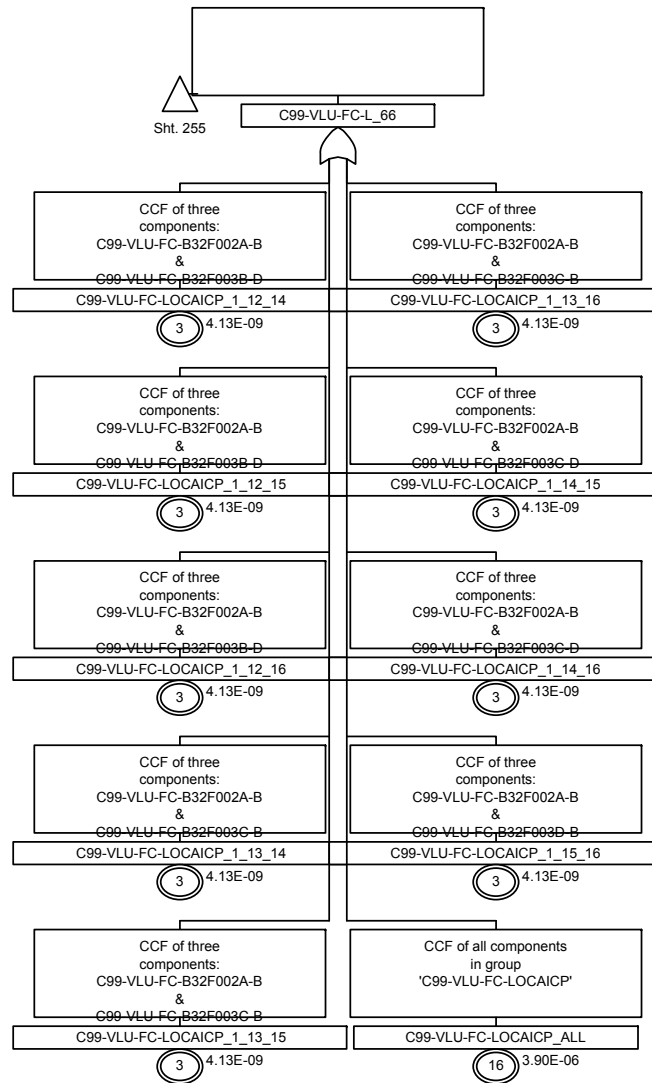 Sht. 255
C99-VLU-FC-L_66
CCF of three
components:
C99-VLU-FC-B32F002A-B
&
C99-VLU-FC-B32F003B-D
C99-VLU-FC-LOCAICP_1_12_14
3
4.13E-09
CCF of three
components:
C99-VLU-FC-B32F002A-B
&
C99-VLU-FC-B32F003C-B
C99-VLU-FC-LOCAICP_1_13_16
3
4.13E-09
CCF of three
components:
C99-VLU-FC-B32F002A-B
&
C99-VLU-FC-B32F003B-D
C99-VLU-FC-LOCAICP_1_12_15
3
4.13E-09
CCF of three
components:
C99-VLU-FC-B32F002A-B
&
C99-VLU-FC-B32F003C-D
C99-VLU-FC-LOCAICP_1_14_15
3
4.13E-09
CCF of three
components:
C99-VLU-FC-B32F002A-B
&
C99-VLU-FC-B32F003B-D
C99-VLU-FC-LOCAICP_1_12_16
3
4.13E-09
CCF of three
components:
C99-VLU-FC-B32F002A-B
&
C99-VLU-FC-B32F003C-D
C99-VLU-FC-LOCAICP_1_14_16
3
4.13E-09
CCF of three
components:
C99-VLU-FC-B32F002A-B
&
C99-VLU-FC-B32F003C-B
C99-VLU-FC-LOCAICP_1_13_14
3
4.13E-09
CCF of three
components:
C99-VLU-FC-B32F002A-B
&
C99-VLU-FC-B32F003D-B
C99-VLU-FC-LOCAICP_1_15_16
3
4.13E-09
CCF of three
components:
C99-VLU-FC-B32F002A-B
&
C99-VLU-FC-B32F003C-B
C99-VLU-FC-LOCAICP_1_13_15
3
4.13E-09
CCF of all components
in group
'C99-VLU-FC-LOCAICP'
C99-VLU-FC-LOCAICP_ALL
16
3.90E-06